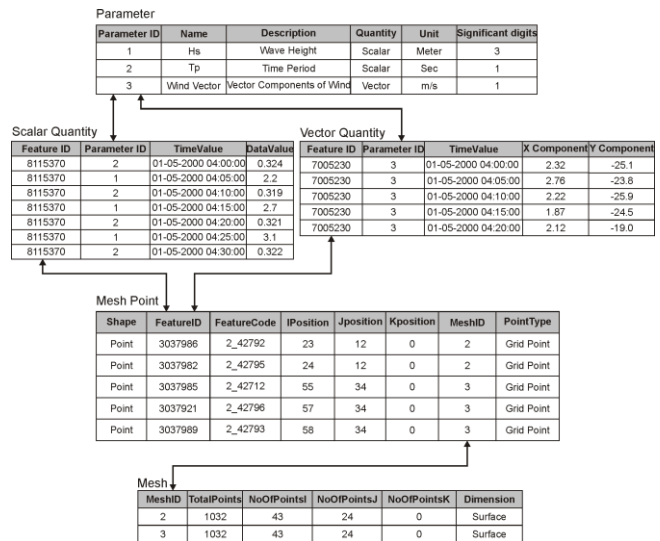 Parameter
Parameter ID Name Description Quantity Unit Significant digits
1 Hs Wave Height Scalar Meter 3
2 Tp Time Period Scalar Sec 1
3 Wind Vector Vector Components of Wind Vector m/s 1
Scalar Quantity
Feature ID Parameter ID TimeValue DataValue
8115370 2 01-05-2000 04:00:00 0.324
8115370 1 01-05-2000 04:05:00 2.2
8115370 2 01-05-2000 04:10:00 0.319
8115370 1 01-05-2000 04:15:00 2.7
8115370 2 01-05-2000 04:20:00 0.321
8115370 1 01-05-2000 04:25:00 3.1
8115370 2 01-05-2000 04:30:00 0.322
Vector Quantity
Feature ID Parameter ID TimeValue X Component Y Component
7005230 3 01-05-2000 04:00:00 2.32 -25.1
7005230 3 01-05-2000 04:05:00 2.76 -23.8
7005230 3 01-05-2000 04:10:00 2.22 -25.9
7005230 3 01-05-2000 04:15:00 1.87 -24.5
7005230 3 01-05-2000 04:20:00 2.12 -19.0
Mesh Point
Shape FeatureID FeatureCode IPosition Jposition Kposition MeshID PointType
Point 3037986 2_42792 23 12 0 2 Grid Point
Point 3037982 2_42795 24 12 0 2 Grid Point
Point 3037985 2_42712 55 34 0 3 Grid Point
Point 3037921 2_42796 57 34 0 3 Grid Point
Point 3037989 2_42793 58 34 0 3 Grid Point
Mesh
MeshID TotalPoints NoOfPointsI NoOfPointsJ NoOfPointsK Dimension
2 1032 43 24 0 Surface
3 1032 43 24 0 Surface